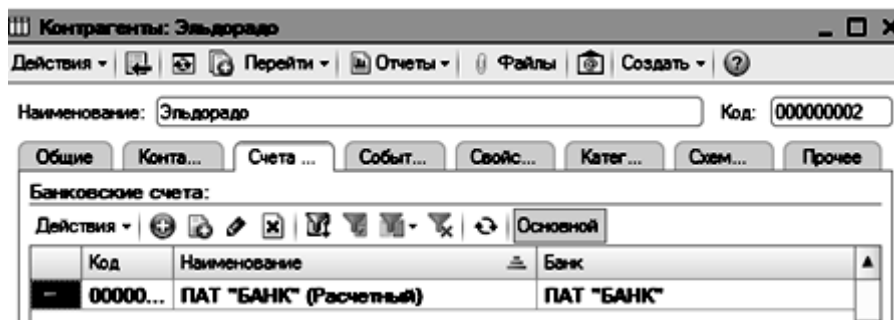 Контрагенты: Эльдорадо
Действия Перейти Отчеты Файлы Создать ?
Наименование: Эльдорадо Код: 000000002
Общие Конта... Счета ... Событ... Свойс... Катег... Схем... Прочее
Банковские счета:
Действия Основной
Код Наименование Банк
00000... ПАТ "БАНК" (Расчетный) ПАТ "БАНК"